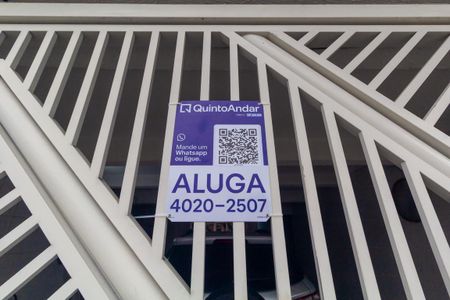 QuintoAndar
Mande um
Whatsapp
ou ligue.
ALUGA
4020-2507